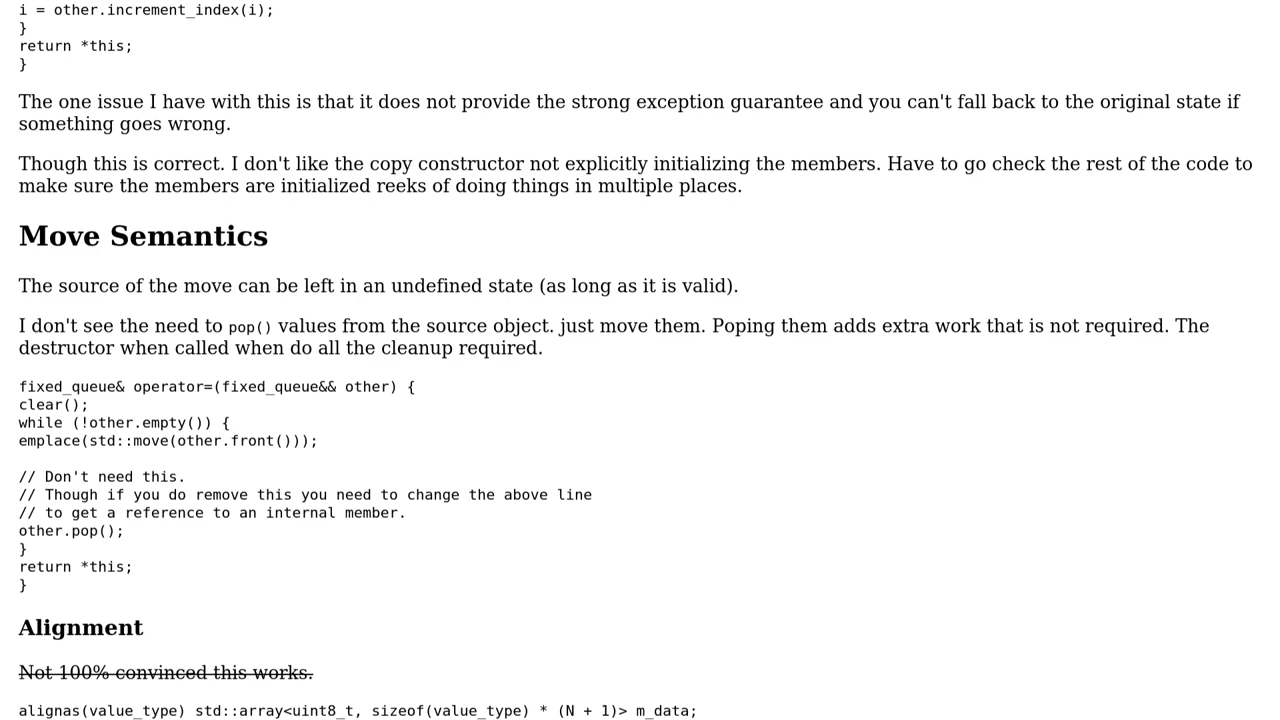 i = other.increment_index(i);
}
return *this;
}
The one issue I have with this is that it does not provide the strong exception guarantee and you can't fall back to the original state if
something goes wrong.
Though this is correct. I don't like the copy constructor not explicitly initializing the members. Have to go check the rest of the code to
make sure the members are initialized reeks of doing things in multiple places.
Move Semantics
The source of the move can be left in an undefined state (as long as it is valid).
I don't see the need to pop() values from the source object. just move them. Poping them adds extra work that is not required. The
destructor when called when do all the cleanup required.
fixed_queue& operator=(fixed_queue&& other) {
clear();
while (!other.empty()) {
emplace(std::move(other.front()));
// Don't need this.
// Though if you do remove this you need to change the above line
// to get a reference to an internal member.
other.pop();
}
return *this;
}
Alignment
Not 100% convinced this works.
alignas(value_type) std::array<uint8_t, sizeof(value_type) * (N + 1)> m_data;